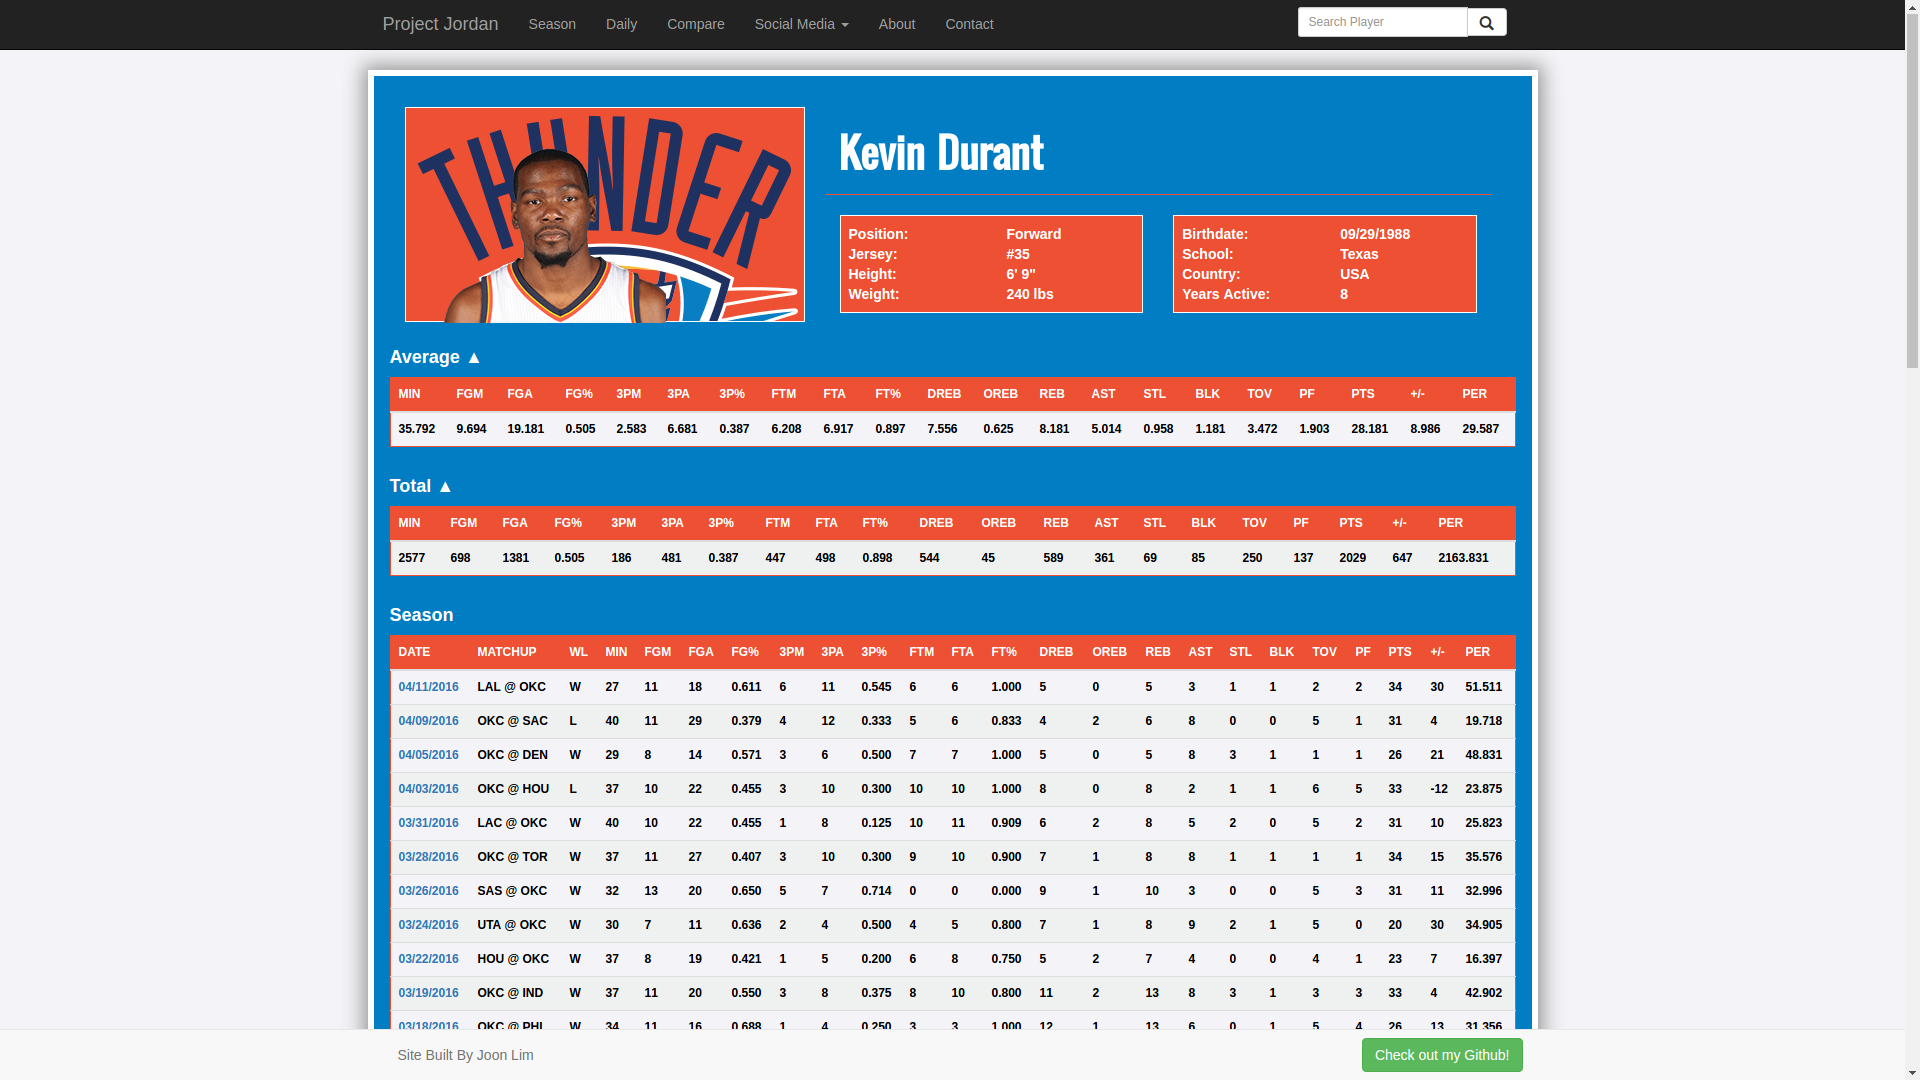 Project Jordan Season Daily Compare Social Media About Contact Search Player
THUNDER
Kevin Durant
Position: Forward
Jersey: #35
Height: 6' 9"
Weight: 240 lbs
Birthdate: 09/29/1988
School: Texas
Country: USA
Years Active: 8
Average ▲
MIN FGM FGA FG% 3PM 3PA 3P% FTM FTA FT% DREB OREB REB AST STL BLK TOV PF PTS +/- PER
35.792 9.694 19.181 0.505 2.583 6.681 0.387 6.208 6.917 0.897 7.556 0.625 8.181 5.014 0.958 1.181 3.472 1.903 28.181 8.986 29.587
Total ▲
MIN FGM FGA FG% 3PM 3PA 3P% FTM FTA FT% DREB OREB REB AST STL BLK TOV PF PTS +/- PER
2577 698 1381 0.505 186 481 0.387 447 498 0.898 544 45 589 361 69 85 250 137 2029 647 2163.831
Season
DATE MATCHUP WL MIN FGM FGA FG% 3PM 3PA 3P% FTM FTA FT% DREB OREB REB AST STL BLK TOV PF PTS +/- PER
04/11/2016 LAL @ OKC W 27 11 18 0.611 6 11 0.545 6 6 1.000 5 0 5 3 1 1 2 2 34 30 51.511
04/09/2016 OKC @ SAC L 40 11 29 0.379 4 12 0.333 5 6 0.833 4 2 6 8 0 0 5 1 31 4 19.718
04/05/2016 OKC @ DEN W 29 8 14 0.571 3 6 0.500 7 7 1.000 5 0 5 8 3 1 1 1 26 21 48.831
04/03/2016 OKC @ HOU L 37 10 22 0.455 3 10 0.300 10 10 1.000 8 0 8 2 1 1 6 5 33 -12 23.875
03/31/2016 LAC @ OKC W 40 10 22 0.455 1 8 0.125 10 11 0.909 6 2 8 5 2 0 5 2 31 10 25.823
03/28/2016 OKC @ TOR W 37 11 27 0.407 3 10 0.300 9 10 0.900 7 1 8 8 1 1 1 1 34 15 35.576
03/26/2016 SAS @ OKC W 32 13 20 0.650 5 7 0.714 0 0 0.000 9 1 10 3 0 0 5 3 31 11 32.996
03/24/2016 UTA @ OKC W 30 7 11 0.636 2 4 0.500 4 5 0.800 7 1 8 9 2 1 5 0 20 30 34.905
03/22/2016 HOU @ OKC W 37 8 19 0.421 1 5 0.200 6 8 0.750 5 2 7 4 0 0 4 1 23 7 16.397
03/19/2016 OKC @ IND W 37 11 20 0.550 3 8 0.375 8 10 0.800 11 2 13 8 3 1 3 3 33 4 42.902
03/18/2016 OKC @ PHI W 34 11 16 0.688 1 4 0.250 3 3 1.000 12 1 13 6 0 1 5 4 26 13 31.356
Site Built By Joon Lim Check out my Github!